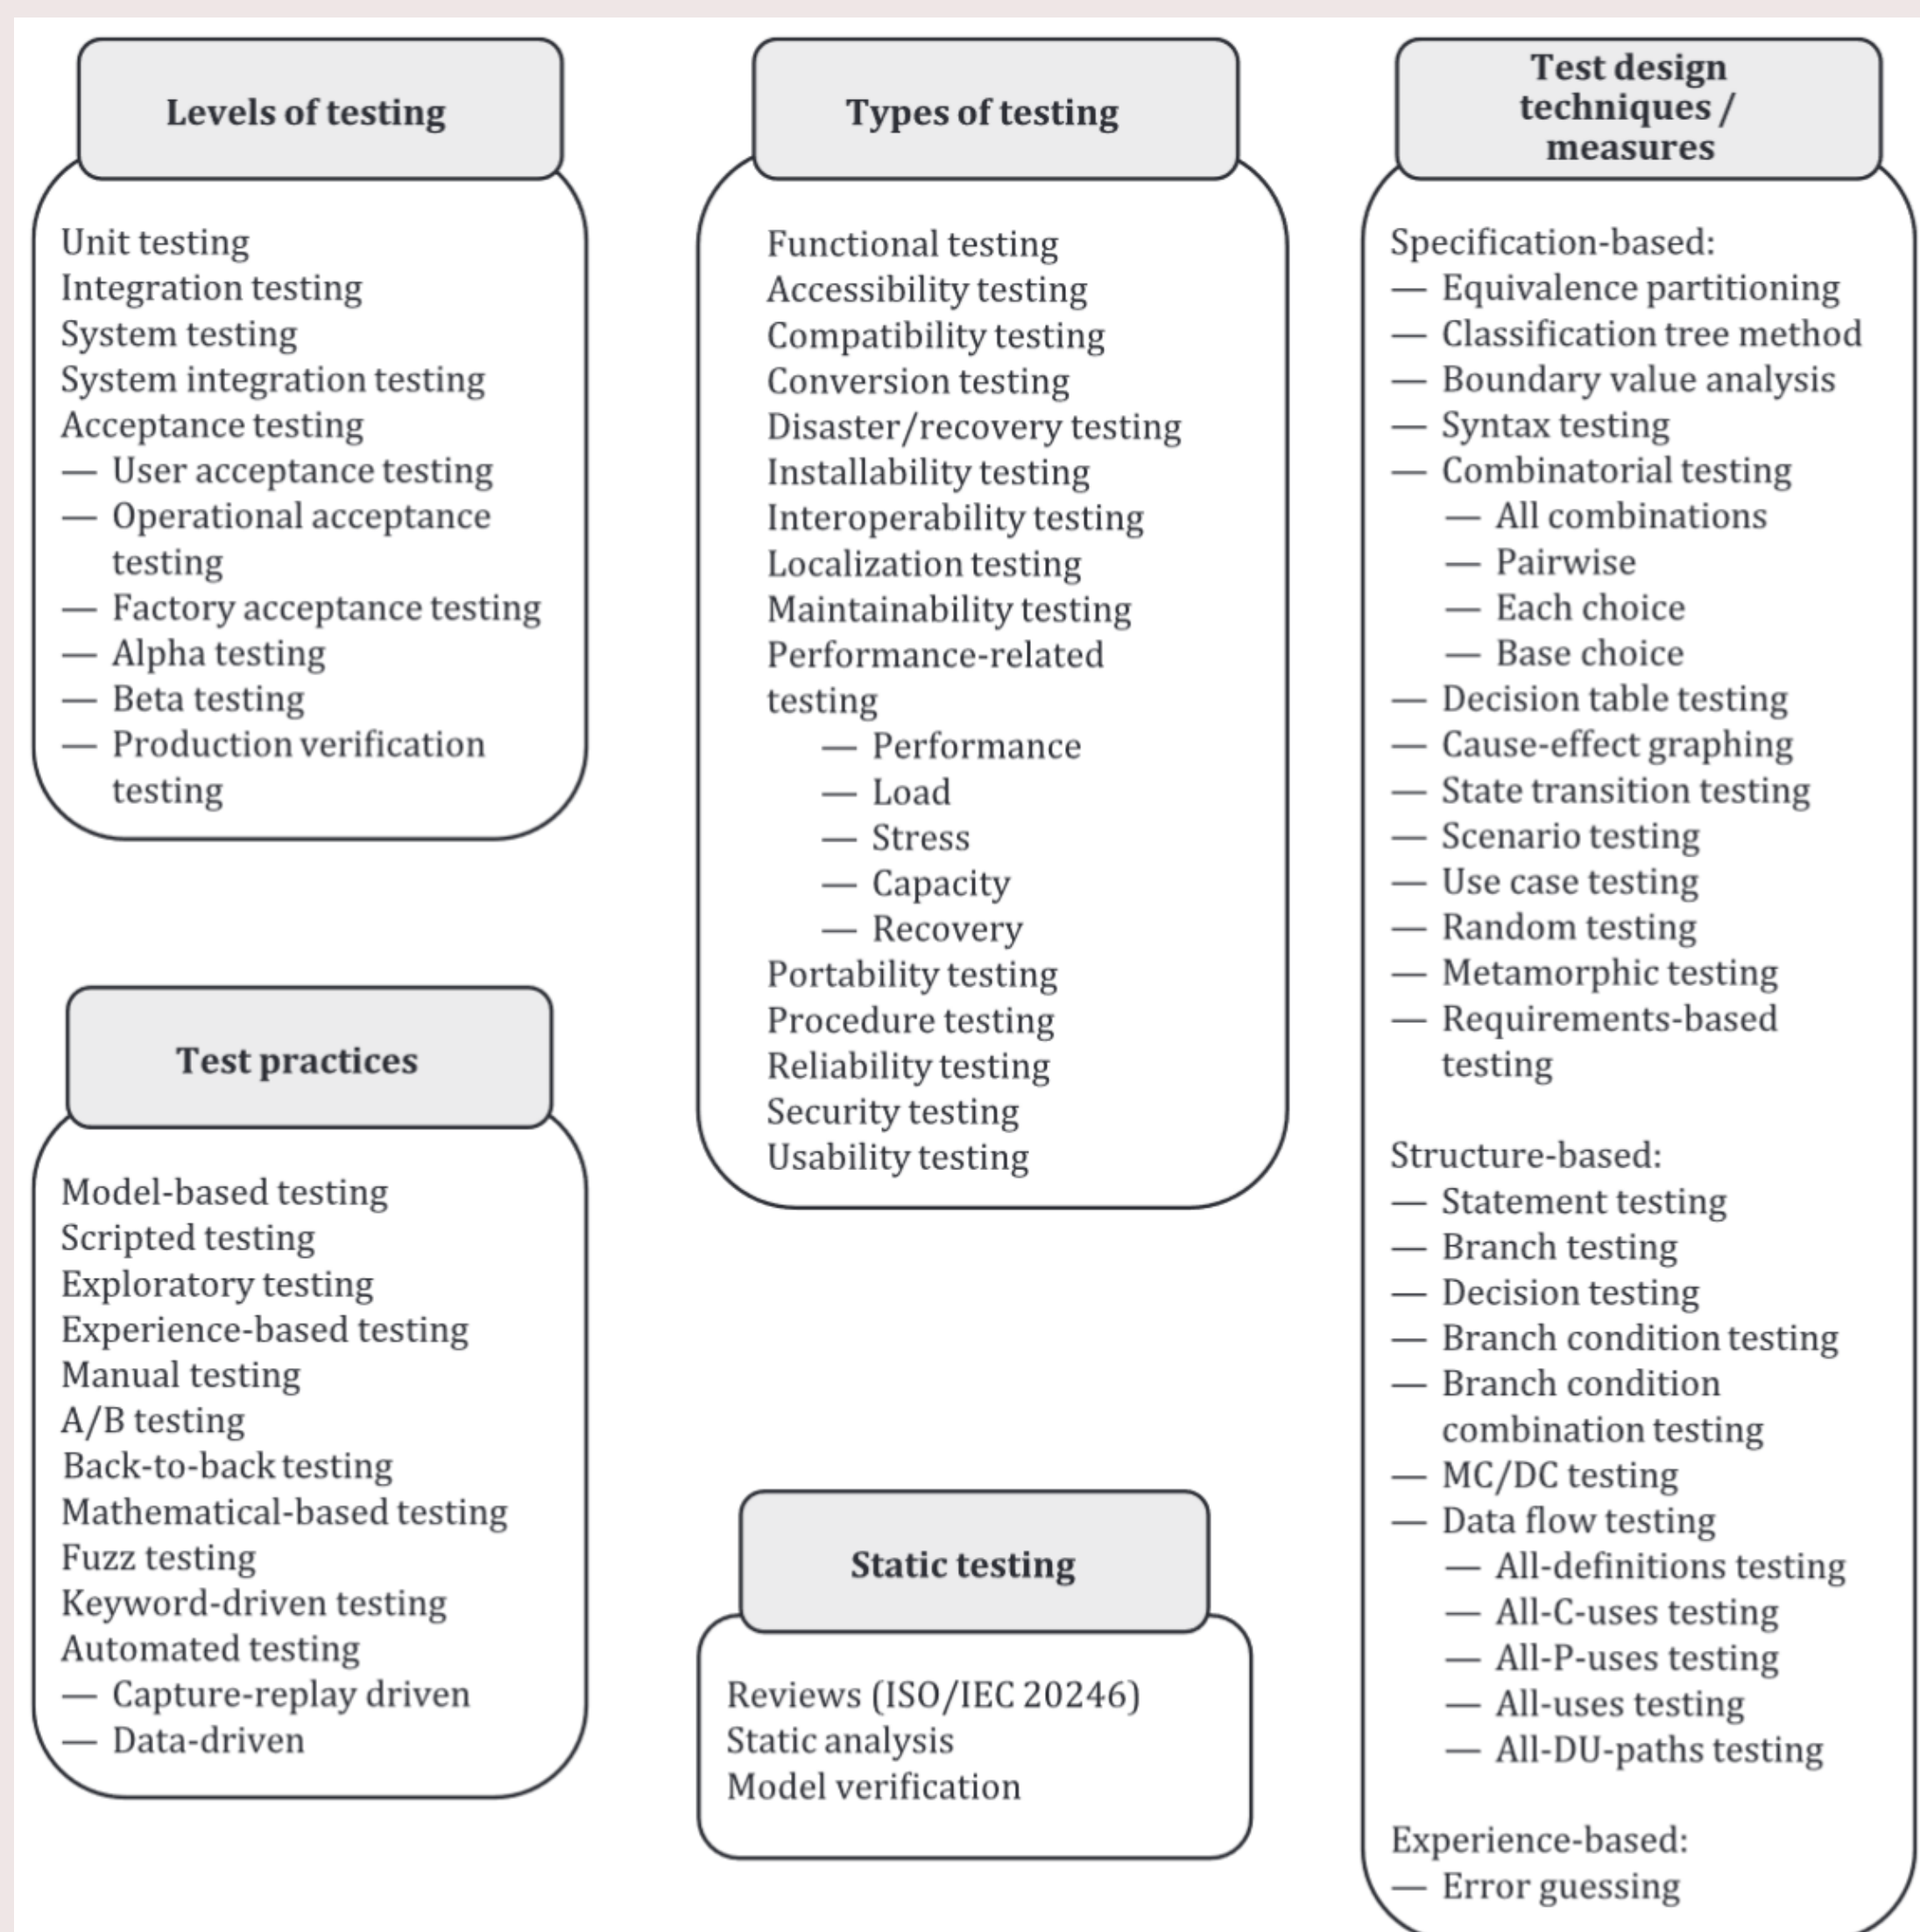 Levels of testing
Unit testing
Integration testing
System testing
System integration testing
Acceptance testing
— User acceptance testing
— Operational acceptance
testing
— Factory acceptance testing
— Alpha testing
— Beta testing
— Production verification
testing
Test practices
Model-based testing
Scripted testing
Exploratory testing
Experience-based testing
Manual testing
A/B testing
Back-to-back testing
Mathematical-based testing
Fuzz testing
Keyword-driven testing
Automated testing
— Capture-replay driven
— Data-driven
Types of testing
Functional testing
Accessibility testing
Compatibility testing
Conversion testing
Disaster/recovery testing
Installability testing
Interoperability testing
Localization testing
Maintainability testing
Performance-related
testing
— Performance
— Load
— Stress
— Capacity
— Recovery
Portability testing
Procedure testing
Reliability testing
Security testing
Usability testing
Static testing
Reviews (ISO/IEC 20246)
Static analysis
Model verification
Test design
techniques /
measures
Specification-based:
— Equivalence partitioning
— Classification tree method
— Boundary value analysis
— Syntax testing
— Combinatorial testing
— All combinations
— Pairwise
— Each choice
— Base choice
— Decision table testing
— Cause-effect graphing
— State transition testing
— Scenario testing
— Use case testing
— Random testing
— Metamorphic testing
— Requirements-based
testing
Structure-based:
— Statement testing
— Branch testing
— Decision testing
— Branch condition testing
— Branch condition
combination testing
— MC/DC testing
— Data flow testing
— All-definitions testing
— All-C-uses testing
— All-P-uses testing
— All-uses testing
— All-DU-paths testing
Experience-based:
— Error guessing